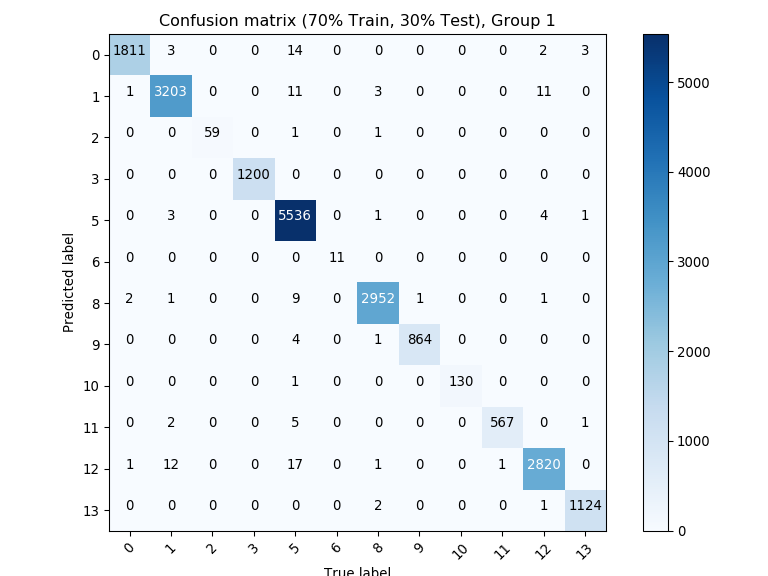 Confusion matrix (70% Train, 30% Test), Group 1
0 1811 3 0 0 14 0 0 0 0 0 2 3
1 1 3203 0 0 11 0 3 0 0 0 11 0
2 0 0 59 0 1 0 1 0 0 0 0 0
3 0 0 0 1200 0 0 0 0 0 0 0 0
5 0 3 0 0 5536 0 1 0 0 0 4 1
6 0 0 0 0 0 11 0 0 0 0 0 0
8 2 1 0 0 9 0 2952 1 0 0 1 0
9 0 0 0 0 4 0 1 864 0 0 0 0
10 0 0 0 0 1 0 0 0 130 0 0 0
11 0 2 0 0 5 0 0 0 0 567 0 1
12 1 12 0 0 17 0 1 0 0 1 2820 0
13 0 0 0 0 0 0 2 0 0 0 1 1124
0 1 2 3 5 6 8 9 10 11 12 13
Predicted label
True label
5000
4000
3000
2000
1000
0